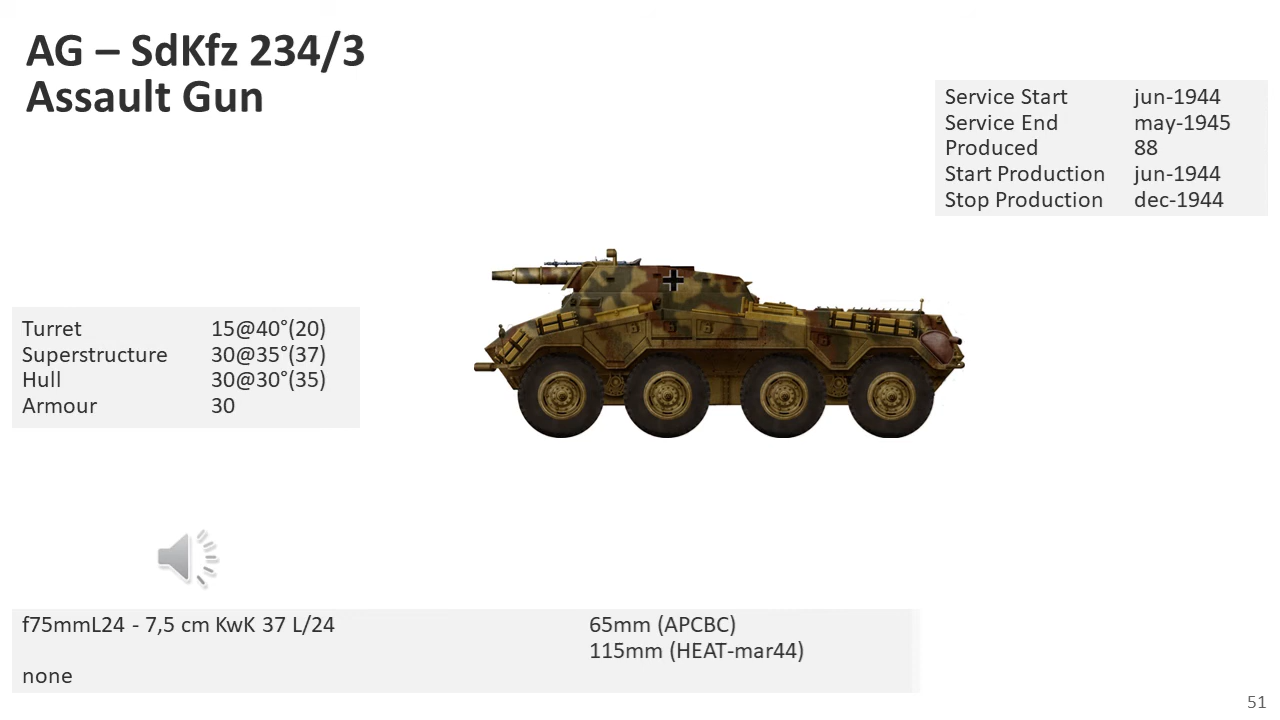 AG – SdKfz 234/3
Assault Gun
Service Start jun-1944
Service End may-1945
Produced 88
Start Production jun-1944
Stop Production dec-1944
Turret 15@40°(20)
Superstructure 30@35°(37)
Hull 30@30°(35)
Armour 30
f75mmL24 - 7,5 cm KwK 37 L/24 65mm (APCBC)
115mm (HEAT-mar44)
none
51